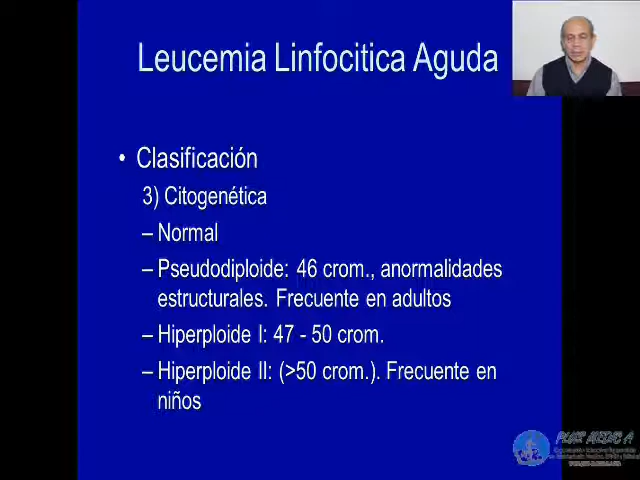 Leucemia Linfocitica Aguda
• Clasificación
3) Citogenética
– Normal
– Pseudodiploide: 46 crom., anormalidades
estructurales. Frecuente en adultos
– Hiperploide I: 47 - 50 crom.
– Hiperploide II: (>50 crom.). Frecuente en
niños